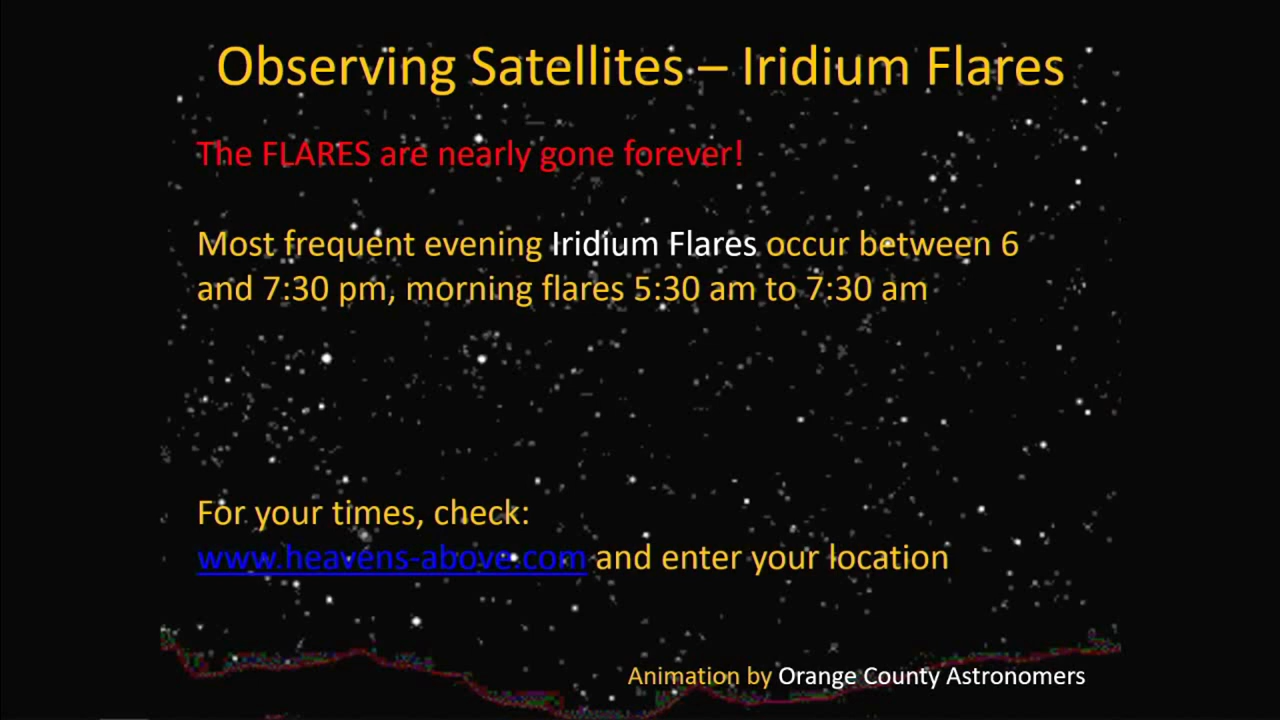 Observing Satellites – Iridium Flares
The FLARES are nearly gone forever!
Most frequent evening Iridium Flares occur between 6
and 7:30 pm, morning flares 5:30 am to 7:30 am
For your times, check:
www.heavens-above.com and enter your location
Animation by Orange County Astronomers